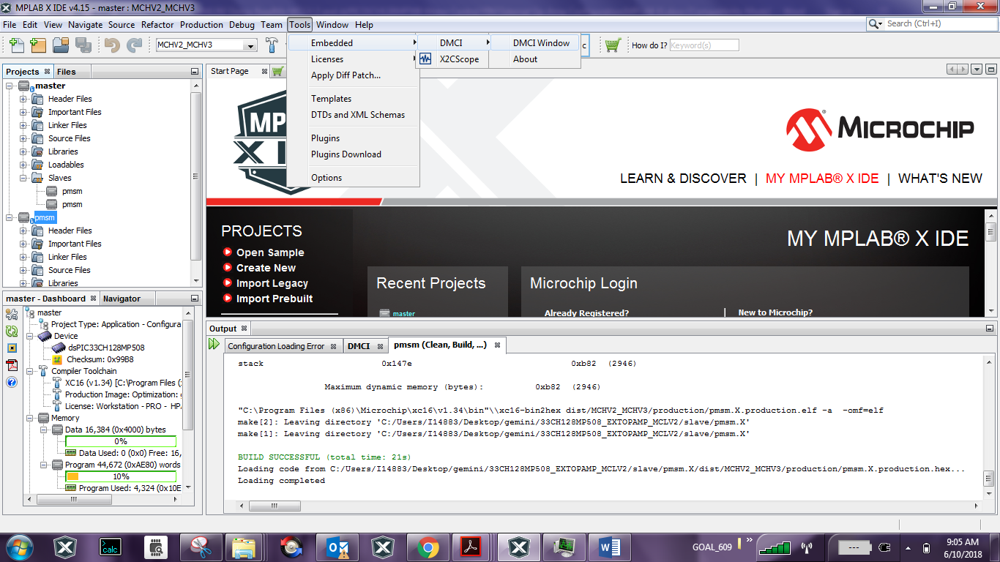 MPLAB X IDE v4.15 - master : MCHV2_MCHV3
File Edit View Navigate Source Refactor Production Debug Team Tools Window Help
Search (Ctrl+I)
MCHV2_MCHV3
c
How do I? Keyword(s)
Embedded
Licenses
Apply Diff Patch...
Templates
DTDs and XML Schemas
Plugins
Plugins Download
Options
DMCI
X2CScope
DMCI Window
About
Projects Files
master
Header Files
Important Files
Linker Files
Source Files
Libraries
Loadables
Slaves
pmsm
pmsm
pmsm
Header Files
Important Files
Linker Files
Source Files
Libraries
Start Page
MP
X I
MICROCHIP
LEARN & DISCOVER | MY MPLAB® X IDE | WHAT'S NEW
PROJECTS
Open Sample
Create New
Import Legacy
Import Prebuilt
MY MPLAB® X IDE
Recent Projects
master
Microchip Login
Already Registered?
New to Microchip?
master - Dashboard Navigator
master
Project Type: Application - Configura
Device
dsPIC33CH128MP508
Checksum: 0x99B8
Compiler Toolchain
XC16 (v1.34) [C:\Program Files (
Production Image: Optimization:
License: Workstation - PRO - HP
Memory
Data 16,384 (0x4000) bytes
0%
Data Used: 0 (0x0) Free: 16,
Program 44,672 (0xAE80) words
10%
Program Used: 4,324 (0x10E
Output
Configuration Loading Error DMCI pmsm (Clean, Build, ...)
stack 0x147e 0xb82 (2946)
Maximum dynamic memory (bytes): 0xb82 (2946)
"C:\Program Files (x86)\Microchip\xc16\v1.34\bin"\\xc16-bin2hex dist/MCHV2_MCHV3/production/pmsm.X.production.elf -a -omf=elf
make[2]: Leaving directory 'C:/Users/I14883/Desktop/gemini/33CH128MP508_EXTOPAMP_MCLV2/slave/pmsm.X'
make[1]: Leaving directory 'C:/Users/I14883/Desktop/gemini/33CH128MP508_EXTOPAMP_MCLV2/slave/pmsm.X'
BUILD SUCCESSFUL (total time: 21s)
Loading code from C:/Users/I14883/Desktop/gemini/33CH128MP508_EXTOPAMP_MCLV2/slave/pmsm.X/dist/MCHV2_MCHV3/production/pmsm.X.production.hex...
Loading completed
calc
GOAL_609
---
9:05 AM
6/10/2018